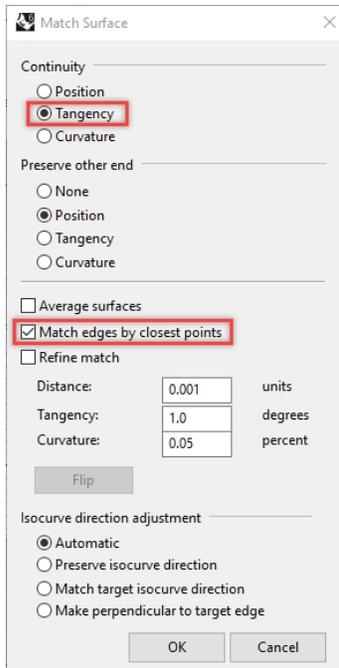 Match Surface
Continuity
Position
Tangency
Curvature
Preserve other end
None
Position
Tangency
Curvature
Average surfaces
Match edges by closest points
Refine match
Distance: 0.001 units
Tangency: 1.0 degrees
Curvature: 0.05 percent
Flip
Isocurve direction adjustment
Automatic
Preserve isocurve direction
Match target isocurve direction
Make perpendicular to target edge
OK Cancel